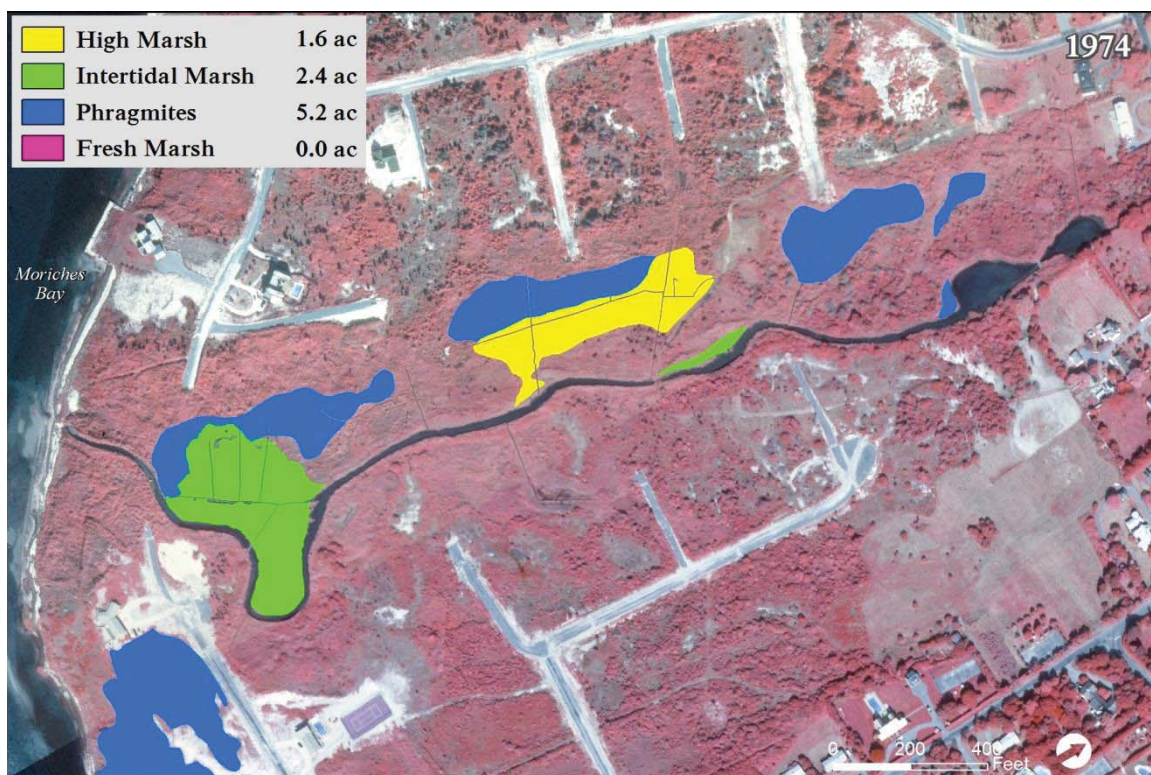 High Marsh 1.6 ac
Intertidal Marsh 2.4 ac
Phragmites 5.2 ac
Fresh Marsh 0.0 ac
1974
Moriches
Bay
0 200 400
Feet